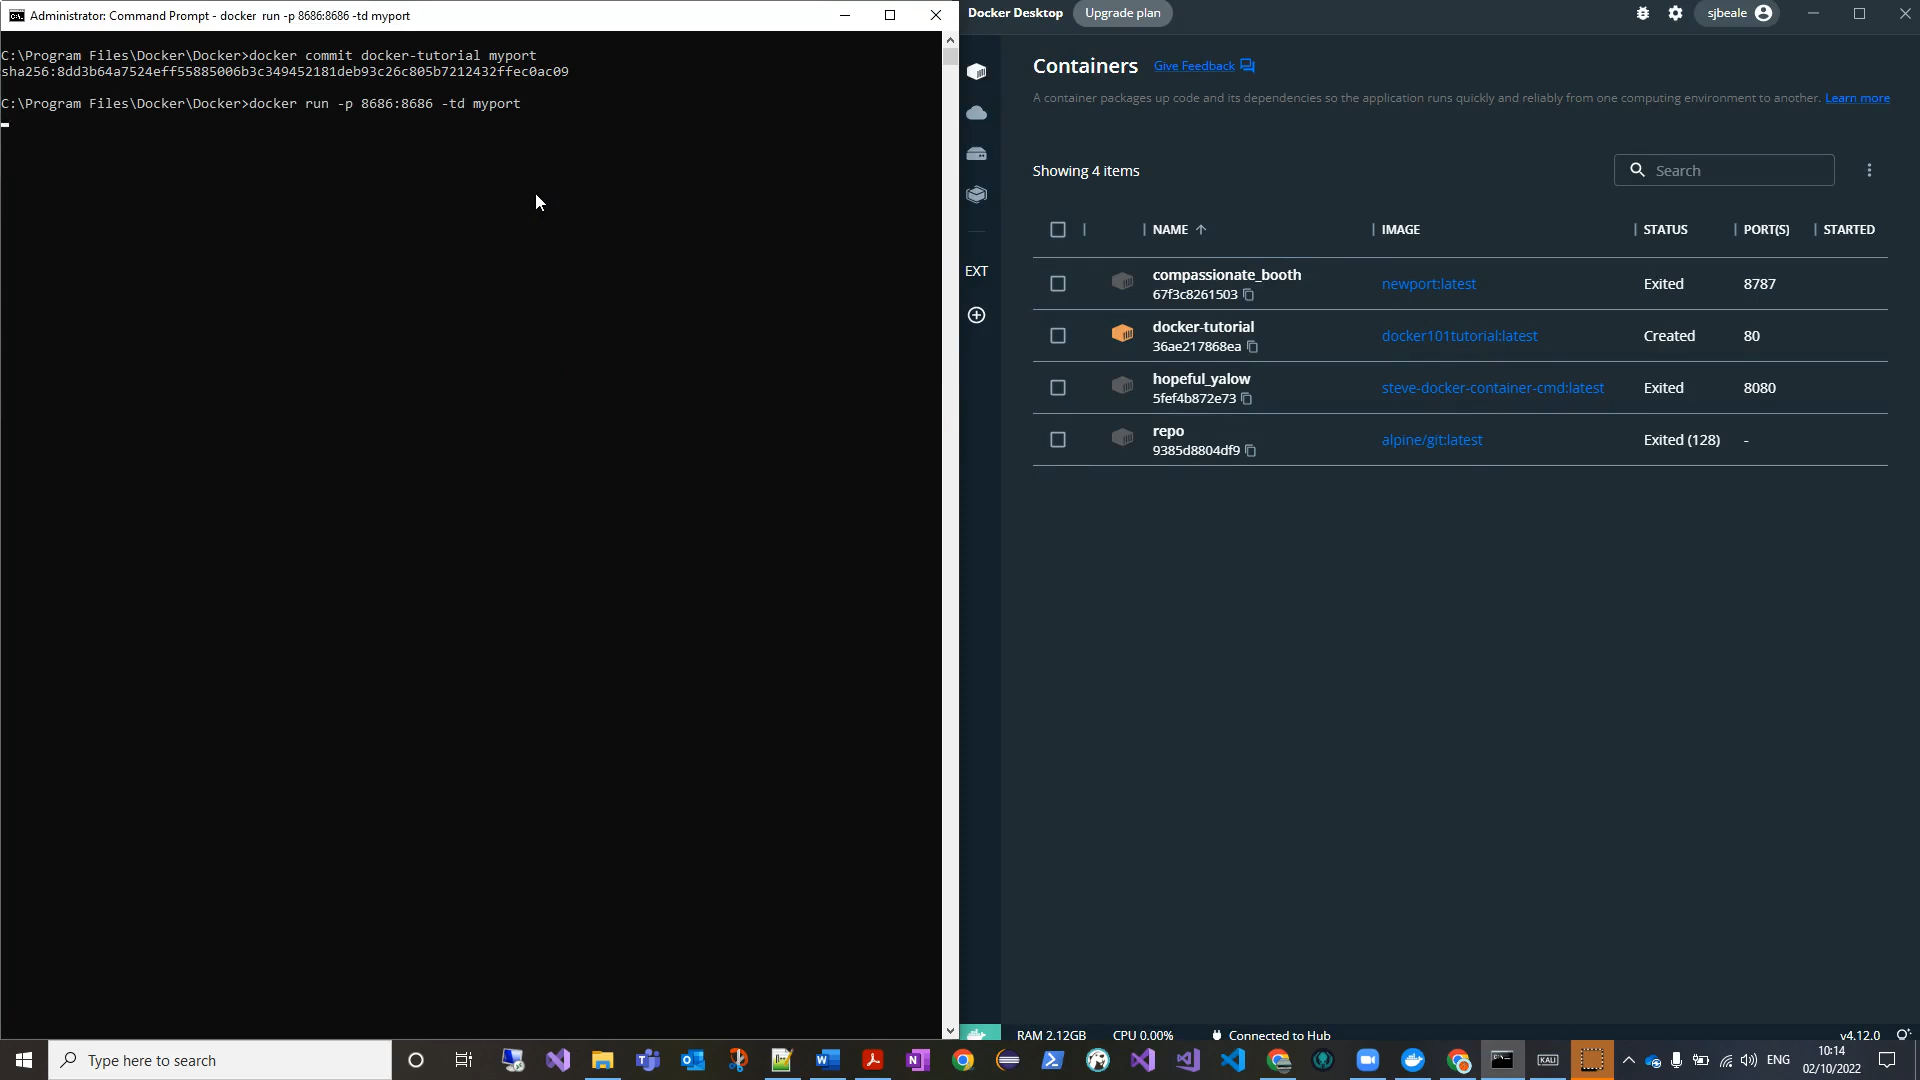 Administrator: Command Prompt - docker  run -p 8686:8686 -td myport
C:\Program Files\Docker\Docker>docker commit docker-tutorial myport
sha256:8dd3b64a7524eff55885006b3c349452181deb93c26c805b7212432ffec0ac09
C:\Program Files\Docker\Docker>docker run -p 8686:8686 -td myport
Docker Desktop
Upgrade plan
sjbeale
Containers
Give Feedback
A container packages up code and its dependencies so the application runs quickly and reliably from one computing environment to another. Learn more
Showing 4 items
Search
NAME
IMAGE
STATUS
PORT(S)
STARTED
EXT
compassionate_booth
67f3c8261503
newport:latest
Exited
8787
docker-tutorial
36ae217868ea
docker101tutorial:latest
Created
80
hopeful_yalow
5fef4b872e73
steve-docker-container-cmd:latest
Exited
8080
repo
9385d8804df9
alpine/git:latest
Exited (128)
-
RAM 2.12GB
CPU 0.00%
Connected to Hub
v4.12.0
Type here to search
KALI
ENG
10:14
02/10/2022